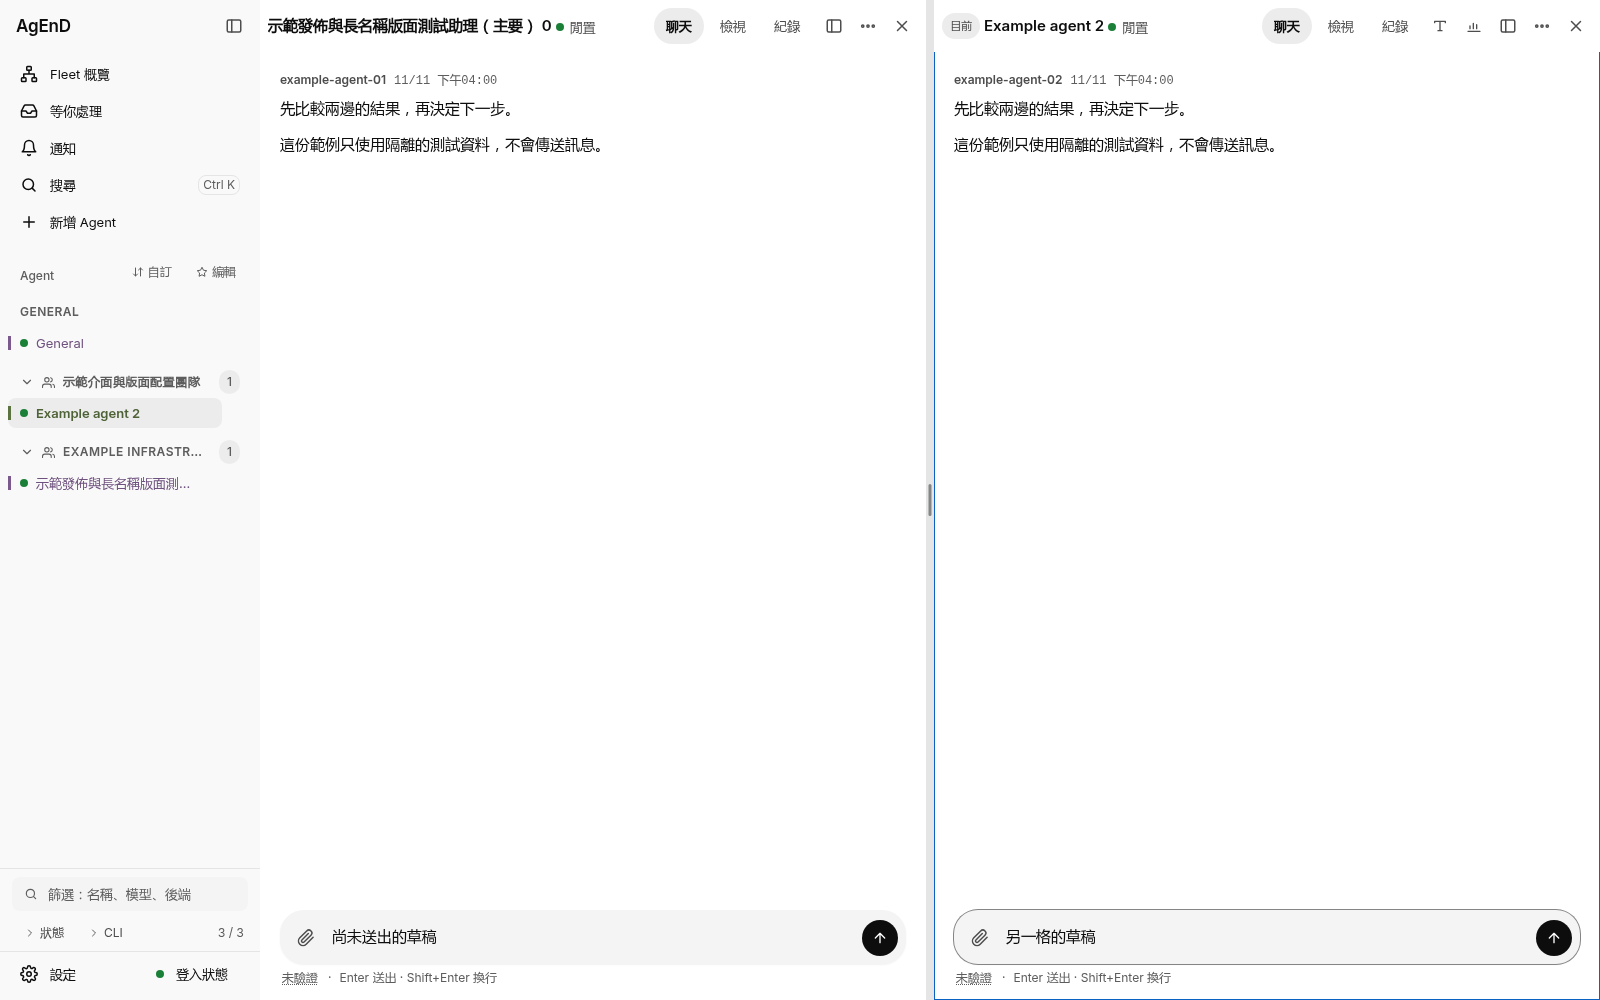 AgEnD
Fleet 概覽
等你處理
通知
搜尋 Ctrl K
新增 Agent
Agent 自訂 編輯
GENERAL
General
示範介面與版面配置團隊 1
Example agent 2
EXAMPLE INFRASTR... 1
示範發佈與長名稱版面測...
篩選：名稱、模型、後端
狀態 CLI 3 / 3
設定 登入狀態
示範發佈與長名稱版面測試助理（主要）0 閒置 聊天 檢視 紀錄
example-agent-01 11/11 下午04:00
先比較兩邊的結果，再決定下一步。
這份範例只使用隔離的測試資料，不會傳送訊息。
尚未送出的草稿
未驗證 · Enter 送出 · Shift+Enter 換行
目前 Example agent 2 閒置 聊天 檢視 紀錄
example-agent-02 11/11 下午04:00
先比較兩邊的結果，再決定下一步。
這份範例只使用隔離的測試資料，不會傳送訊息。
另一格的草稿
未驗證 · Enter 送出 · Shift+Enter 換行